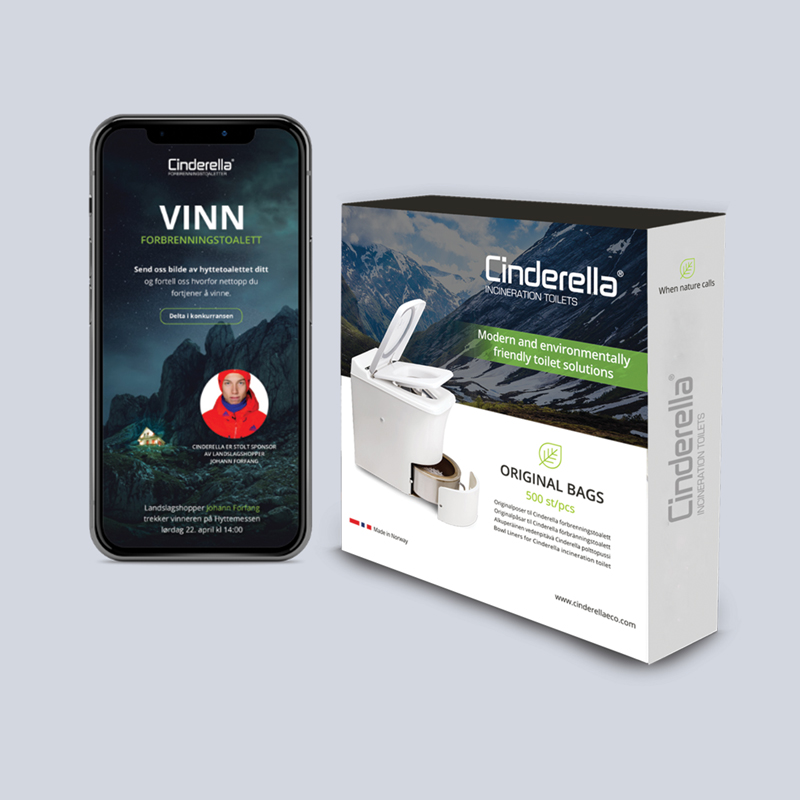 Cinderella®
FORBRENNINGSTOALETTER
VINN
FORBRENNINGSTOALETT
Send oss bilde av hyttetoalettet ditt
og fortell oss hvorfor nettopp du
fortjener å vinne.
Delta i konkurransen
CINDERELLA ER STOLT SPONSOR
AV LANDSLAGSHOPPER
JOHANN FORFANG
Landslagshopper Johann Forfang
trekker vinneren på Hyttemessen
lørdag 22. april kl 14:00
Cinderella®
INCINERATION TOILETS
Modern and environmentally
friendly toilet solutions
ORIGINAL BAGS
500 st/pcs
Originalposer til Cinderella forbrenningstoalett
Originalpåsar til Cinderella förbränningstoalett
Alkuperäinen vedenpitävä Cinderella polttopussi
Bowl Liners for Cinderella incineration toilet
Made in Norway
www.cinderellaeco.com
When nature calls
Cinderella®
INCINERATION TOILETS